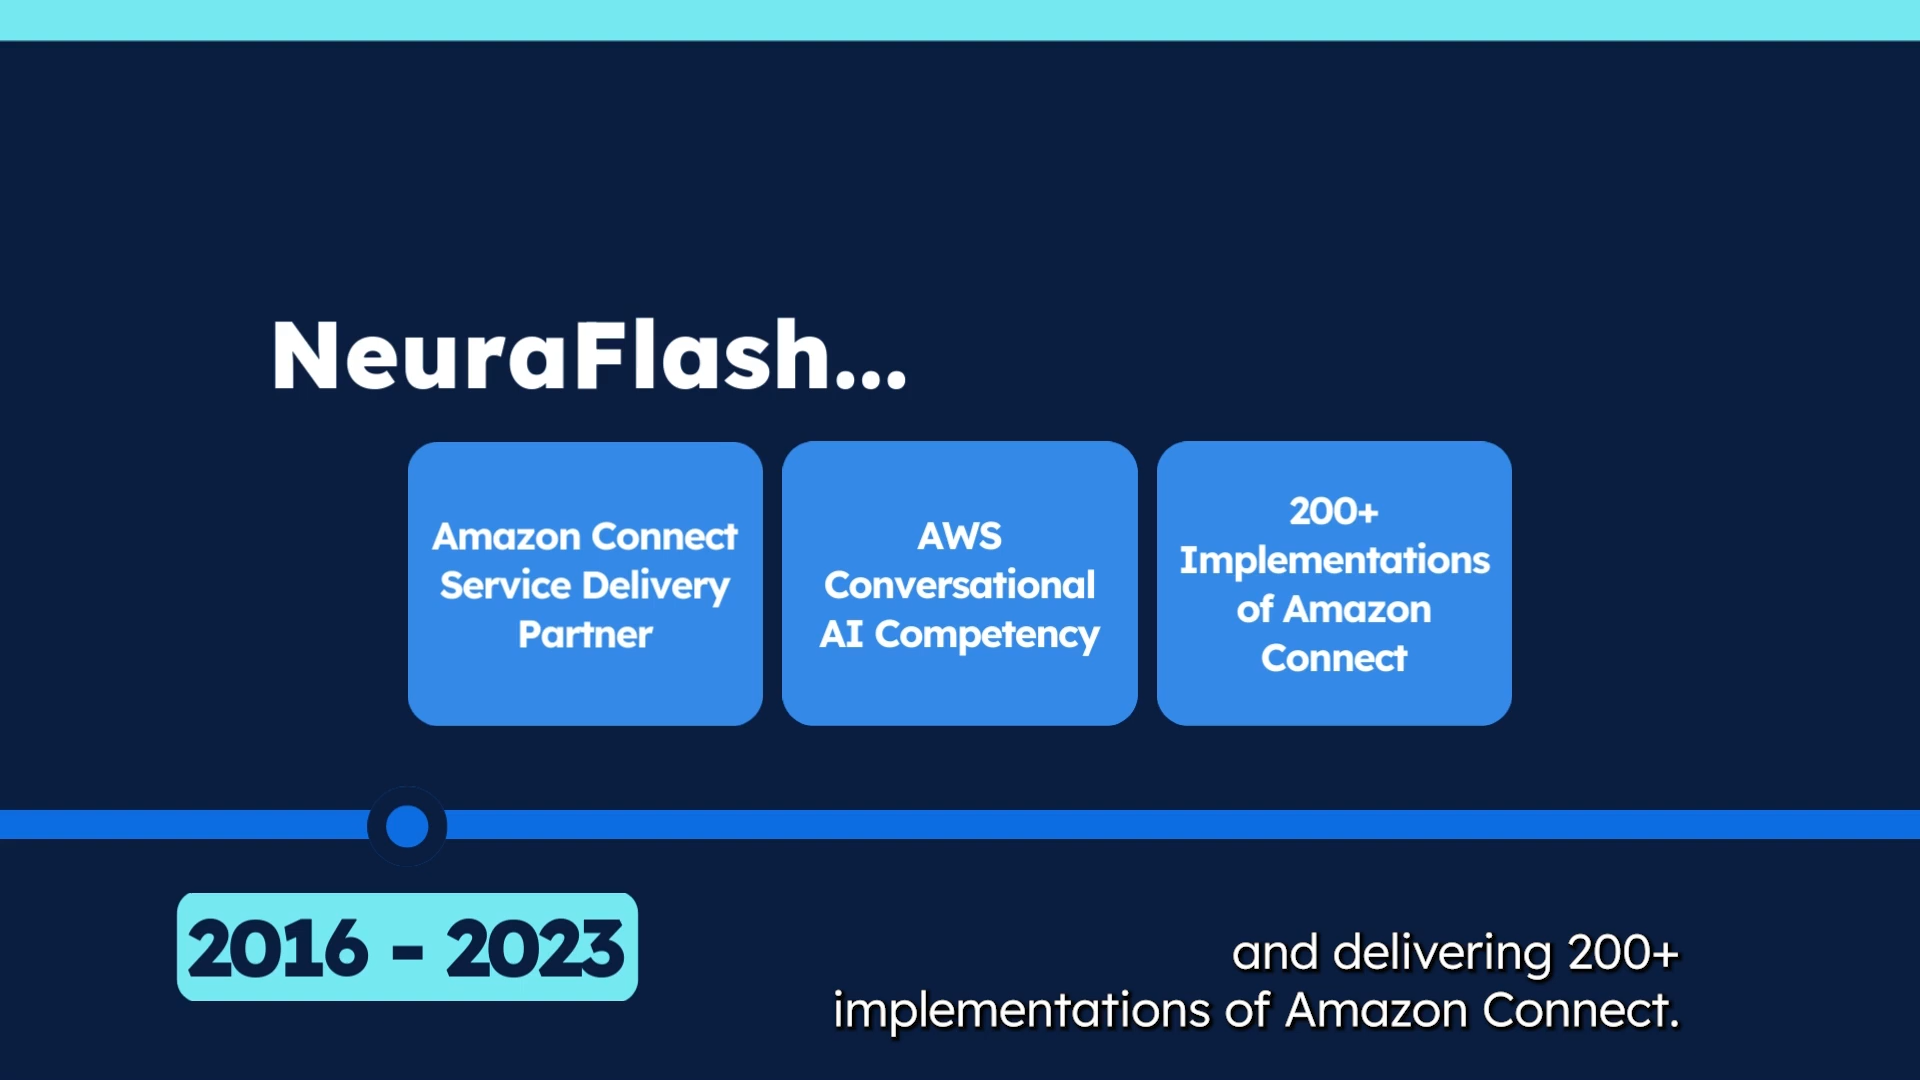 NeuraFlash...
Amazon Connect
Service Delivery
Partner
AWS
Conversational
AI Competency
200+
Implementations
of Amazon
Connect
2016 - 2023
and delivering 200+
implementations of Amazon Connect.